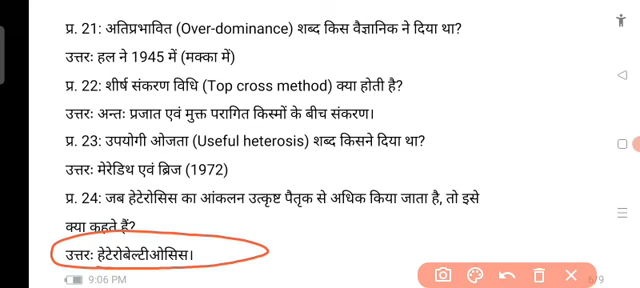 प्र. 21: अतिप्रभाविता (Over-dominance) शब्द किस वैज्ञानिक ने दिया था?
उत्तरः हल ने 1945 में (मक्का में)
प्र. 22: शीर्ष संकरण विधि (Top cross method) क्या होती है?
उत्तरः अन्तः प्रजात एवं मुक्त परागित किस्मों के बीच संकरण।
प्र. 23: उपयोगी ओजता (Useful heterosis) शब्द किसने दिया था?
उत्तरः मेरेडिथ एवं ब्रिज (1972)
प्र. 24: जब हेटेरोसिस का आंकलन उत्कृष्ट पैतृक से अधिक किया जाता है, तो इसे
क्या कहते हैं?
उत्तरः हेटेरोबेल्टीओसिस।
9:06 PM
6/9